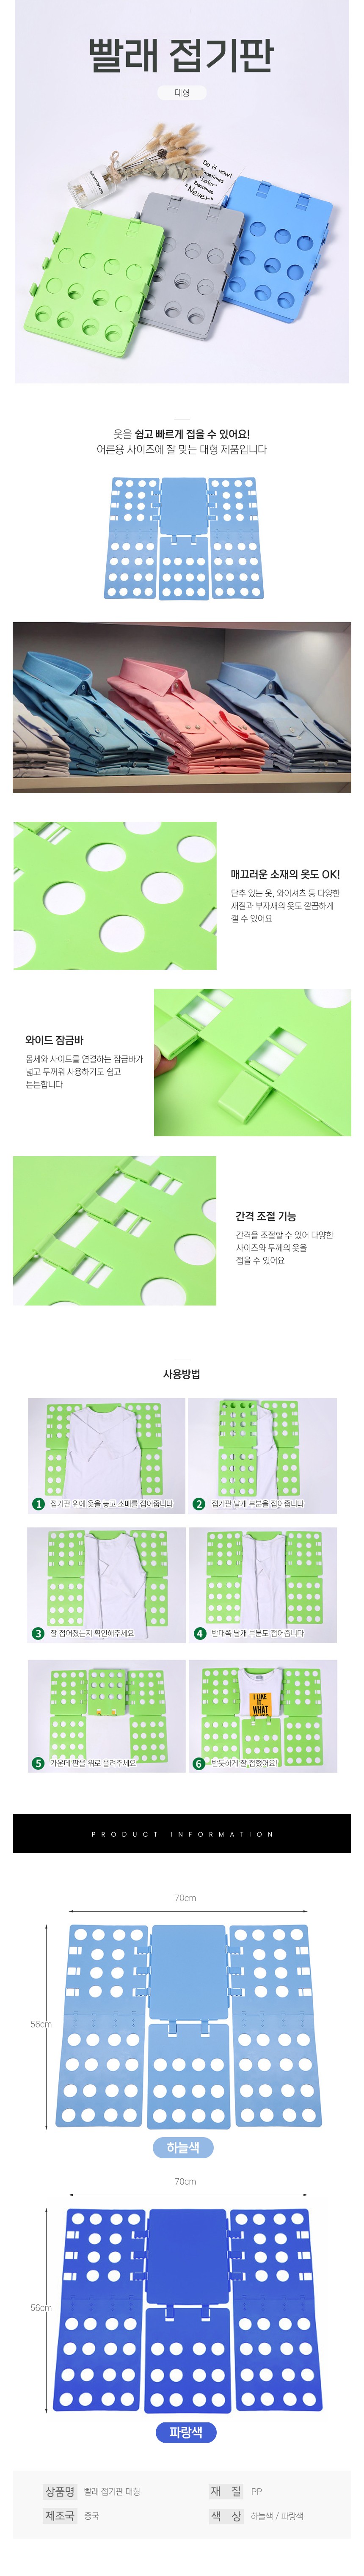 빨래 접기판
대형
Do it now!
Sometimes
"Later"
becomes
"Never"
옷을 쉽고 빠르게 접을 수 있어요!
어른용 사이즈에 잘 맞는 대형 제품입니다
매끄러운 소재의 옷도 OK!
단추 있는 옷, 와이셔츠 등 다양한
재질과 부자재의 옷도 깔끔하게
갤 수 있어요
와이드 잠금바
몸체와 사이드를 연결하는 잠금바가
넓고 두꺼워 사용하기도 쉽고
튼튼합니다
간격 조절 기능
간격을 조절할 수 있어 다양한
사이즈와 두께의 옷을
접을 수 있어요
사용방법
1 접기판 위에 옷을 놓고 소매를 접어줍니다
2 접기판 날개 부분을 접어줍니다
3 잘 접어졌는지 확인해주세요
4 반대쪽 날개 부분도 접어줍니다
5 가운데 판을 위로 올려주세요
I LIKE
IT.
WHAT
6 반듯하게 잘 접혔어요!
PRODUCT INFORMATION
70cm
56cm
하늘색
70cm
56cm
파랑색
상품명 빨래 접기판 대형 재 질 PP
제조국 중국 색 상 하늘색 / 파랑색